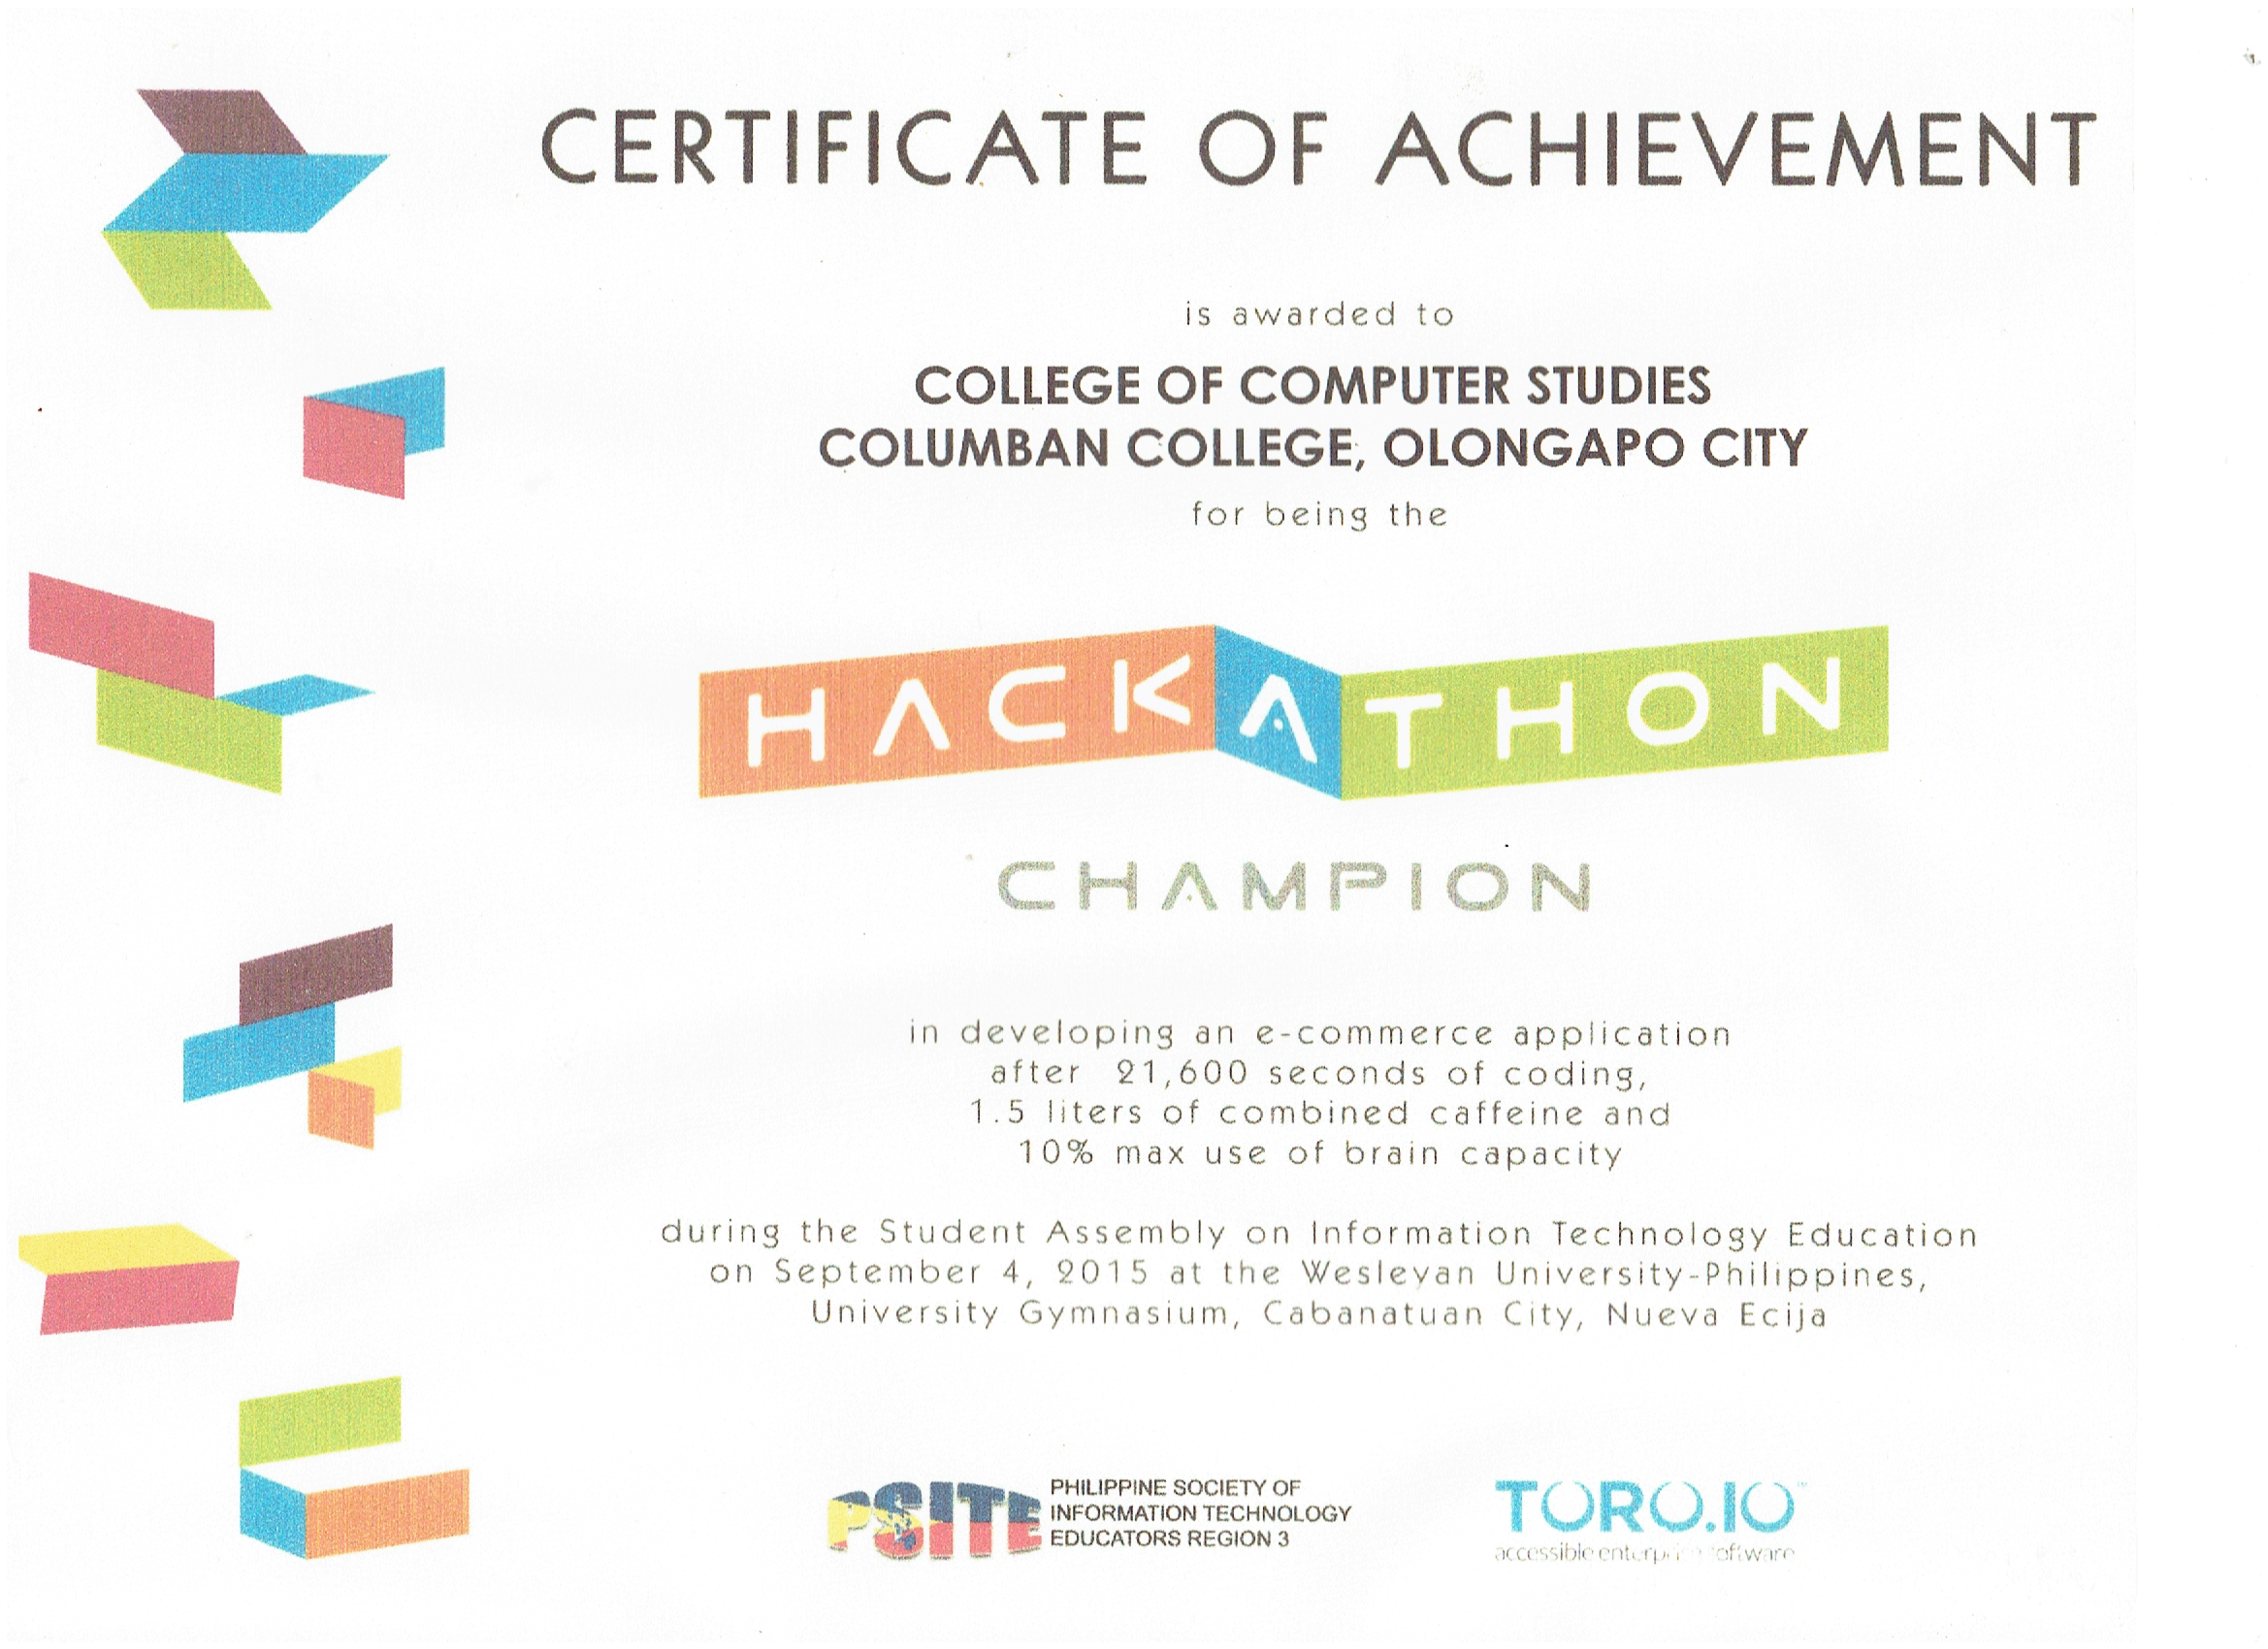 CERTIFICATE OF ACHIEVEMENT
is awarded to
COLLEGE OF COMPUTER STUDIES
COLUMBAN COLLEGE, OLONGAPO CITY
for being the
HACKATHON
CHAMPION
in developing an e-commerce application
after 21,600 seconds of coding,
1.5 liters of combined caffeine and
10% max use of brain capacity
during the Student Assembly on Information Technology Education
on September 4, 2015 at the Wesleyan University-Philippines,
University Gymnasium, Cabanatuan City, Nueva Ecija
PSITE
PHILIPPINE SOCIETY OF
INFORMATION TECHNOLOGY
EDUCATORS REGION 3
TORO.IO
accessible enterprise software